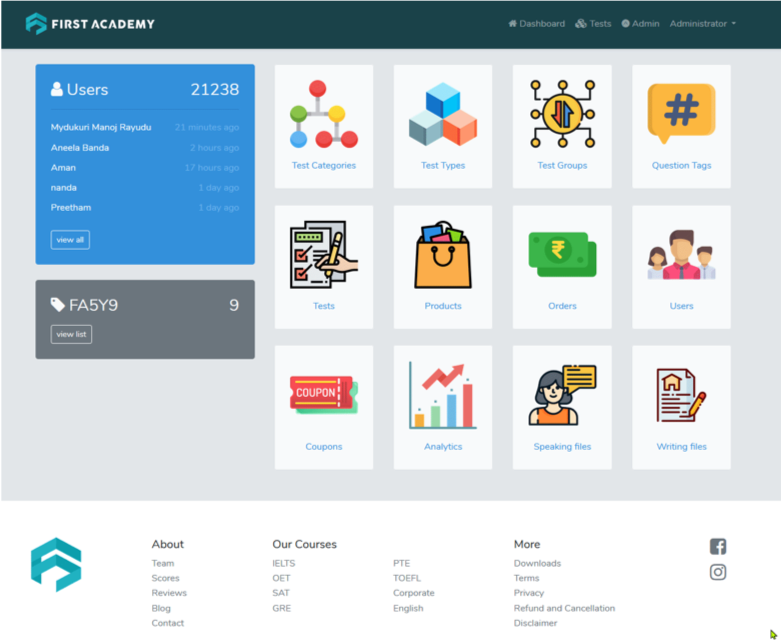 FIRST ACADEMY
Dashboard Tests Admin Administrator
Users 21238
Mydukuri Manoj Rayudu 21 minutes ago
Aneela Banda 2 hours ago
Aman 17 hours ago
nanda 1 day ago
Preetham 1 day ago
view all
FA5Y9 9
view list
Test Categories
Test Types
Test Groups
#
Question Tags
Tests
Products
₹
Orders
Users
COUPON
Coupons
Analytics
Speaking files
Writing files
About
Team
Scores
Reviews
Blog
Contact
Our Courses
IELTS
OET
SAT
GRE
PTE
TOEFL
Corporate
English
More
Downloads
Terms
Privacy
Refund and Cancellation
Disclaimer